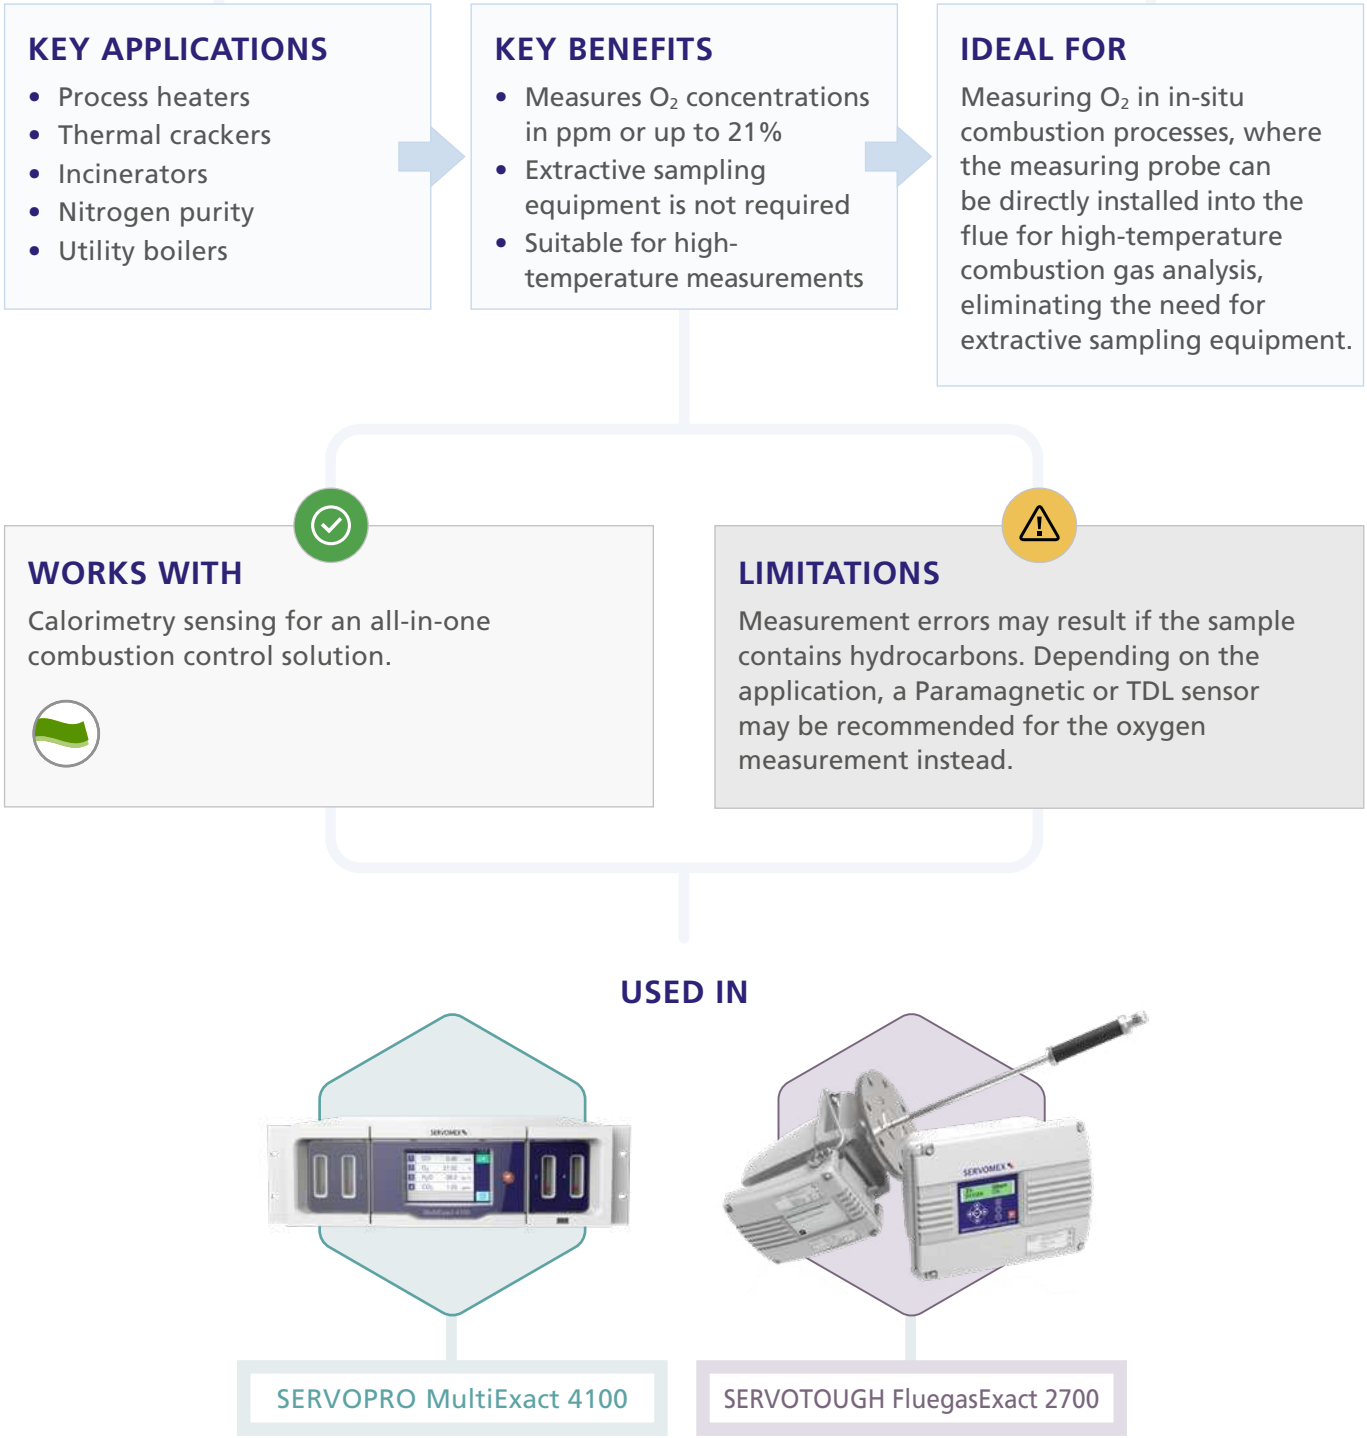 KEY APPLICATIONS
• Process heaters
• Thermal crackers
• Incinerators
• Nitrogen purity
• Utility boilers
KEY BENEFITS
• Measures O₂ concentrations
in ppm or up to 21%
• Extractive sampling
equipment is not required
• Suitable for high-
temperature measurements
IDEAL FOR
Measuring O₂ in in-situ
combustion processes, where
the measuring probe can
be directly installed into the
flue for high-temperature
combustion gas analysis,
eliminating the need for
extractive sampling equipment.
WORKS WITH
Calorimetry sensing for an all-in-one
combustion control solution.
LIMITATIONS
Measurement errors may result if the sample
contains hydrocarbons. Depending on the
application, a Paramagnetic or TDL sensor
may be recommended for the oxygen
measurement instead.
USED IN
SERVOMEX
MultiExact 4100
SERVOMEX
SERVOPRO MultiExact 4100
SERVOTOUGH FluegasExact 2700